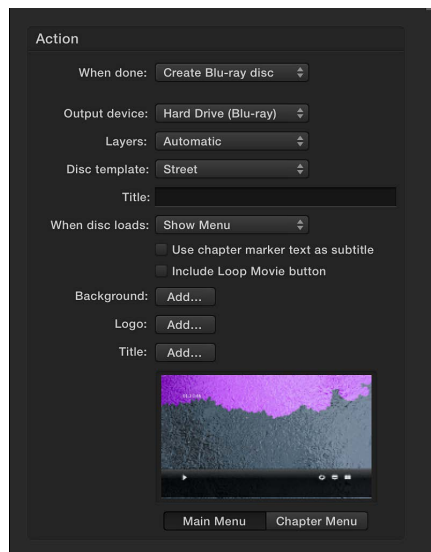 Action
When done: Create Blu-ray disc
Output device: Hard Drive (Blu-ray)
Layers: Automatic
Disc template: Street
Title:
When disc loads: Show Menu
Use chapter marker text as subtitle
Include Loop Movie button
Background: Add...
Logo: Add...
Title: Add...
Main Menu Chapter Menu